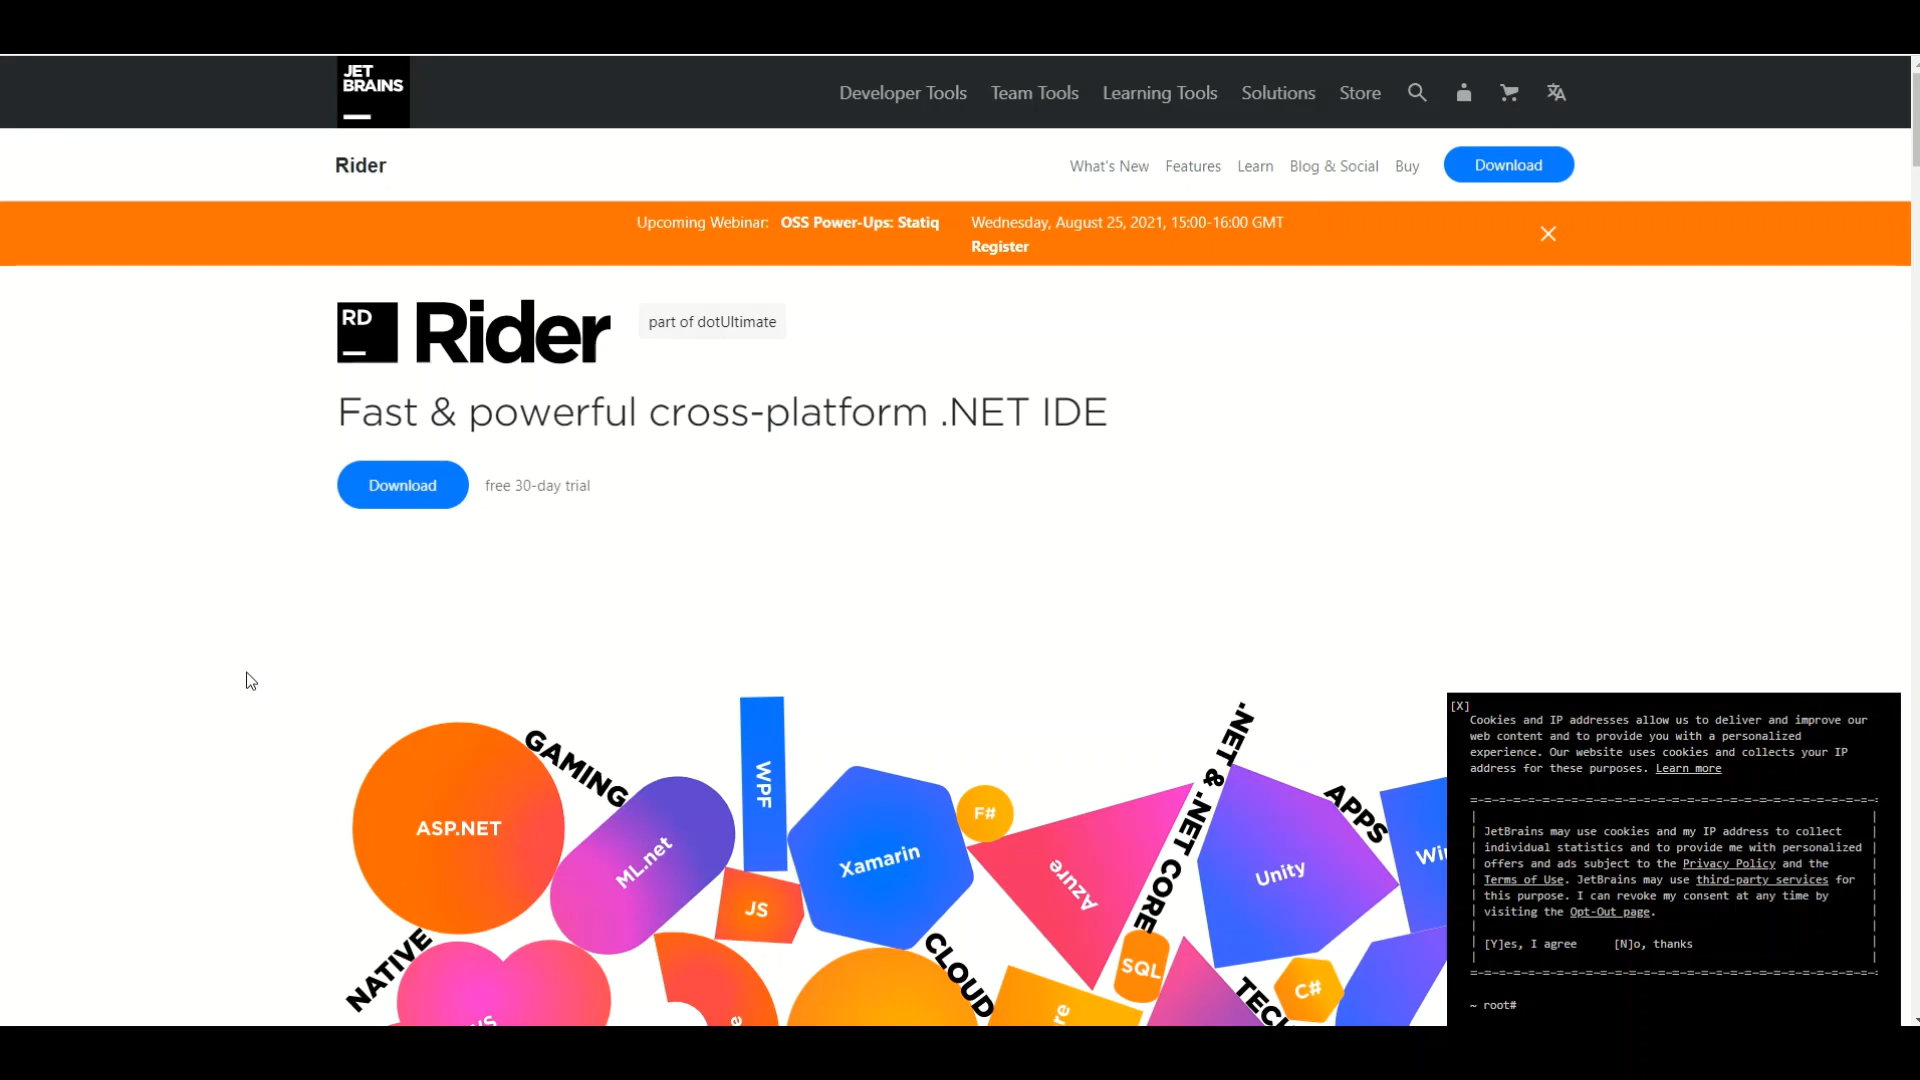 JET
BRAINS
Developer Tools Team Tools Learning Tools Solutions Store
Rider
What's New Features Learn Blog & Social Buy Download
Upcoming Webinar: OSS Power-Ups: Statiq Wednesday, August 25, 2021, 15:00-16:00 GMT
Register
RD Rider part of dotUltimate
Fast & powerful cross-platform .NET IDE
Download free 30-day trial
GAMING
WPF
.NET & .NET CORE
APPS
F#
ASP.NET
ML.net
Xamarin
Azure
Unity
JS
NATIVE
CLOUD
SQL
TECH
C#
[X]
Cookies and IP addresses allow us to deliver and improve our
web content and to provide you with a personalized
experience. Our website uses cookies and collects your IP
address for these purposes. Learn more
JetBrains may use cookies and my IP address to collect
individual statistics and to provide me with personalized
offers and ads subject to the Privacy Policy and the
Terms of Use. JetBrains may use third-party services for
this purpose. I can revoke my consent at any time by
visiting the Opt-Out page.
[Y]es, I agree [N]o, thanks
~ root#